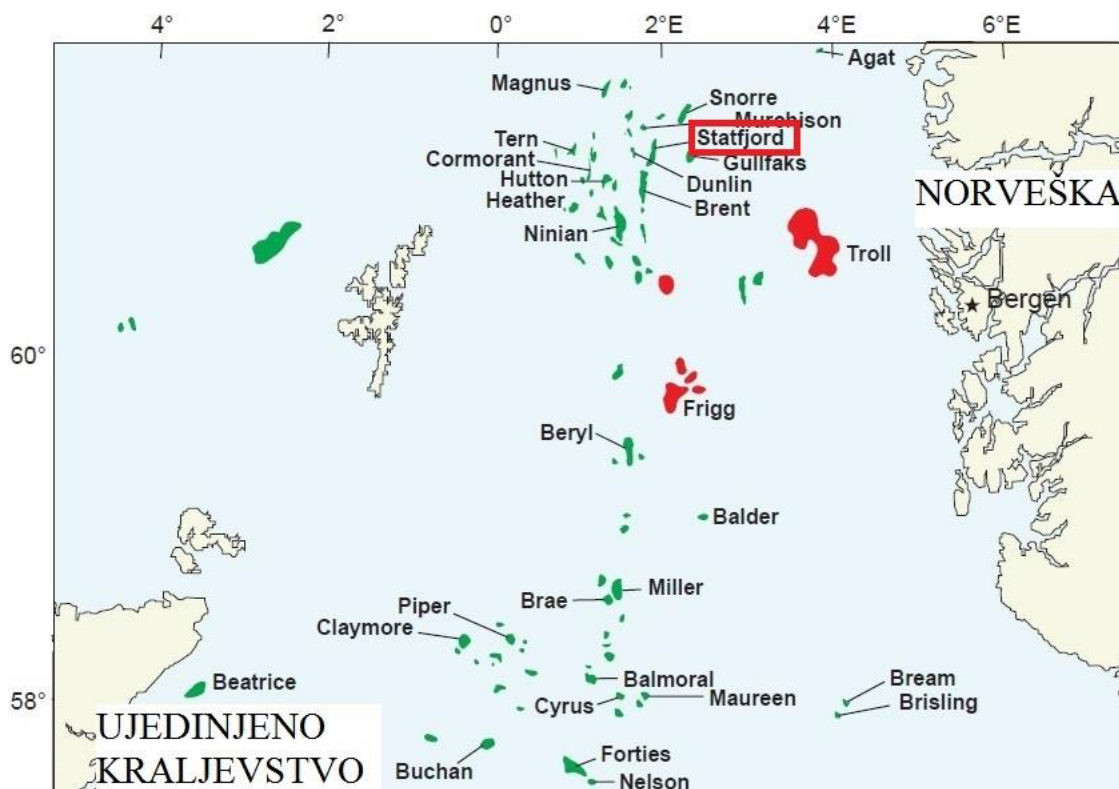 4°
2°
0°
2°E
4°
6°E
Agat
Magnus
Snorre
Murchison
Statfjord
Tern
Gullfaks
Cormorant
Dunlin
Hutton
Brent
Heather
Ninian
NORVEŠKA
Troll
Bergen
60°
Frigg
Beryl
Balder
Miller
Brae
Piper
Claymore
Beatrice
Balmoral
Bream
58°
Cyrus
Maureen
Brisling
UJEDINJENO
KRALJEVSTVO
Buchan
Forties
Nelson